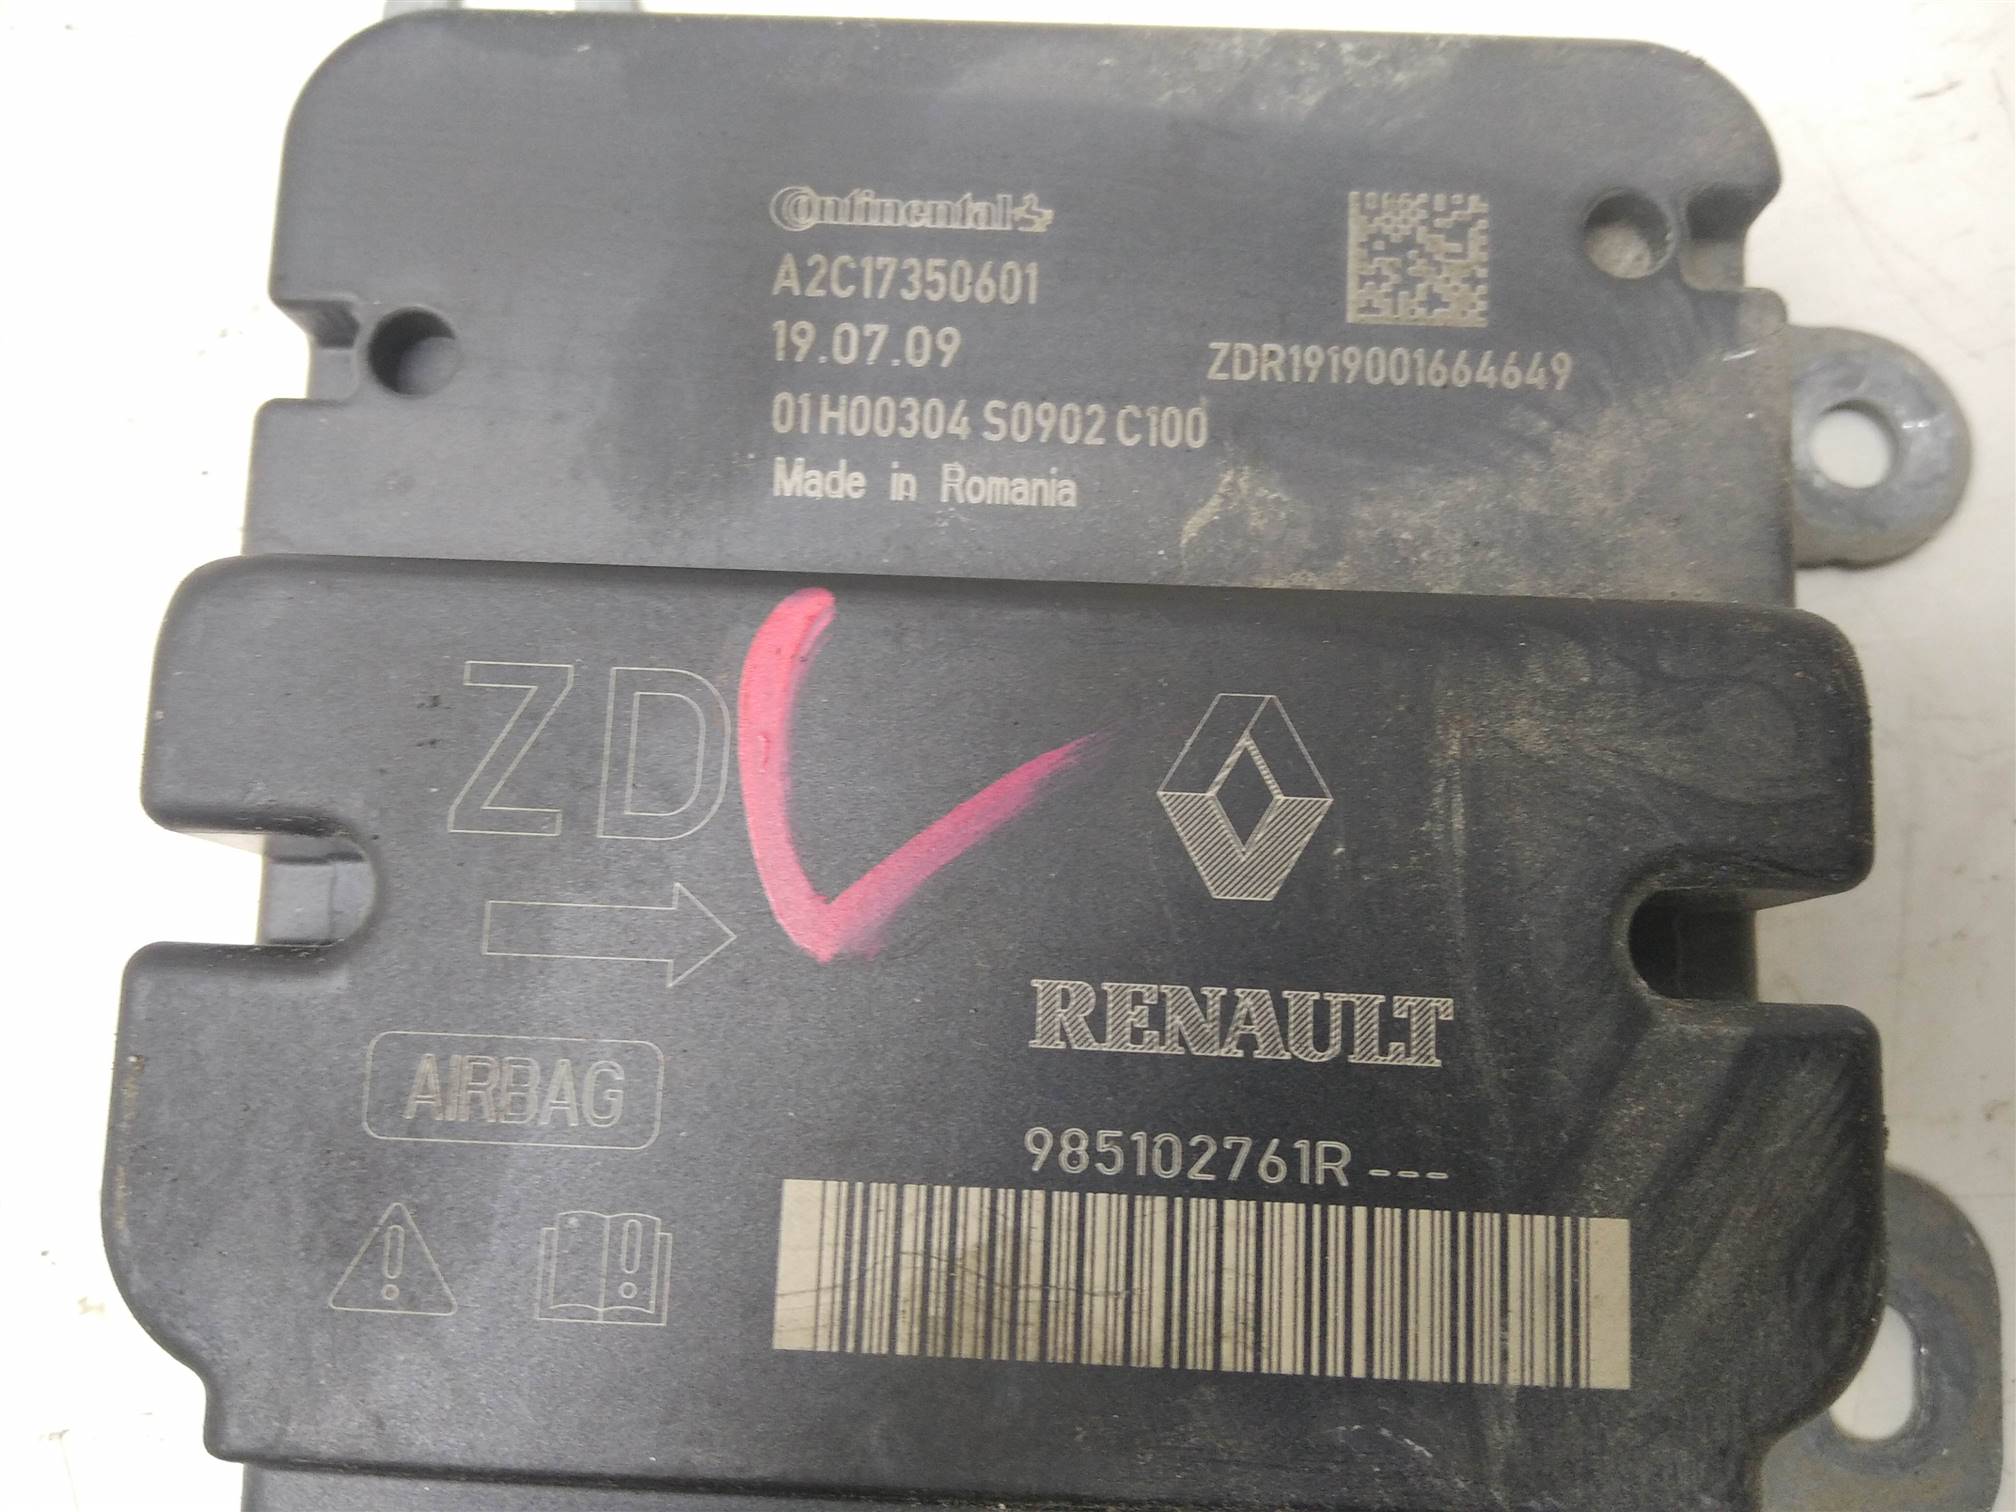 Continental
A2C17350601
19.07.09
ZDR1919001664649
01H00304 S0902 C100
Made in Romania
ZD
RENAULT
AIRBAG
985102761R ---